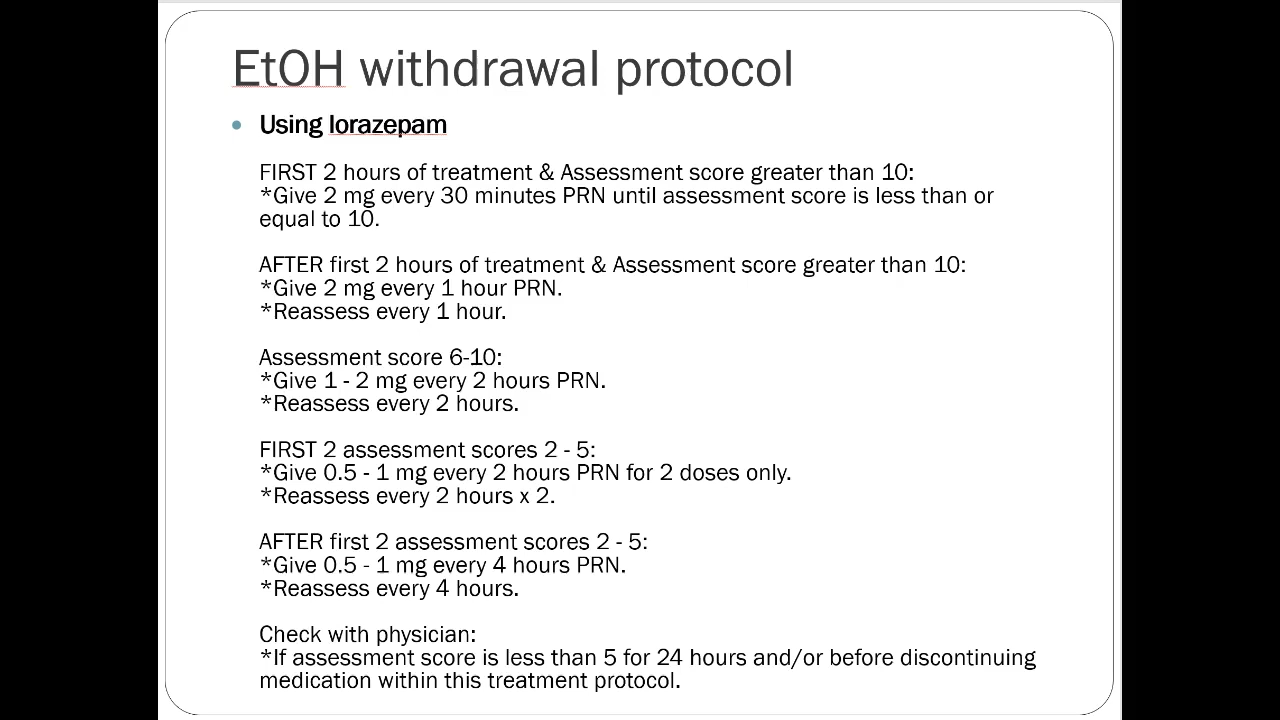 EtOH withdrawal protocol
• Using lorazepam
FIRST 2 hours of treatment & Assessment score greater than 10:
*Give 2 mg every 30 minutes PRN until assessment score is less than or
equal to 10.
AFTER first 2 hours of treatment & Assessment score greater than 10:
*Give 2 mg every 1 hour PRN.
*Reassess every 1 hour.
Assessment score 6-10:
*Give 1 - 2 mg every 2 hours PRN.
*Reassess every 2 hours.
FIRST 2 assessment scores 2 - 5:
*Give 0.5 - 1 mg every 2 hours PRN for 2 doses only.
*Reassess every 2 hours x 2.
AFTER first 2 assessment scores 2 - 5:
*Give 0.5 - 1 mg every 4 hours PRN.
*Reassess every 4 hours.
Check with physician:
*If assessment score is less than 5 for 24 hours and/or before discontinuing
medication within this treatment protocol.